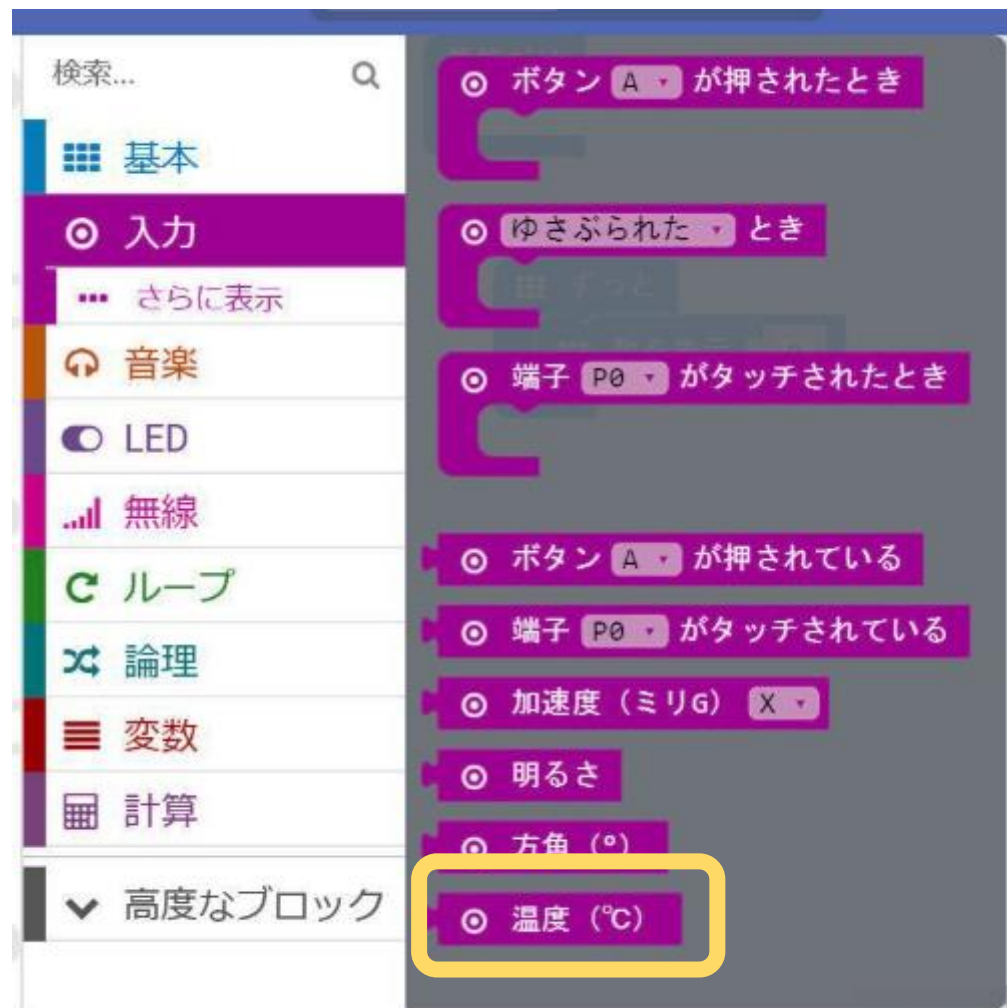 検索...
基本
入力
さらに表示
音楽
LED
無線
ループ
論理
変数
計算
高度なブロック
ボタン A が押されたとき
ゆさぶられた とき
ずっと
端子 P0 がタッチされたとき
ボタン A が押されている
端子 P0 がタッチされている
加速度（ミリG） X
明るさ
方角（°）
温度（℃）